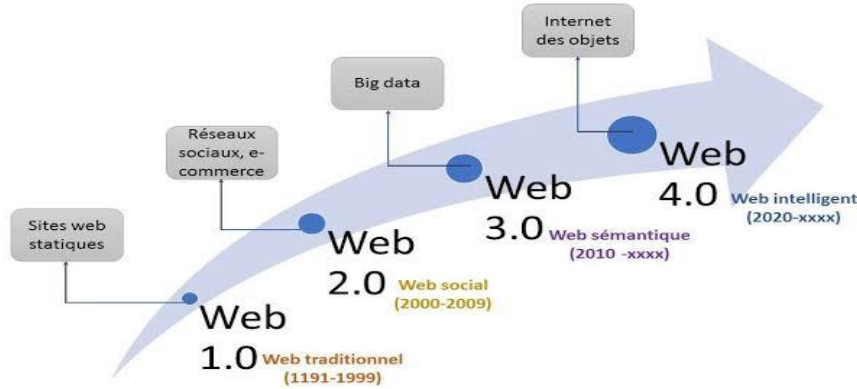 Internet
des objets
Big data
Réseaux
sociaux, e-
commerce
Sites web
statiques
Web
4.0 Web intelligent
(2020-xxxx)
Web
3.0 Web sémantique
(2010 -xxxx)
Web
2.0 Web social
(2000-2009)
Web
1.0 Web traditionnel
(1191-1999)